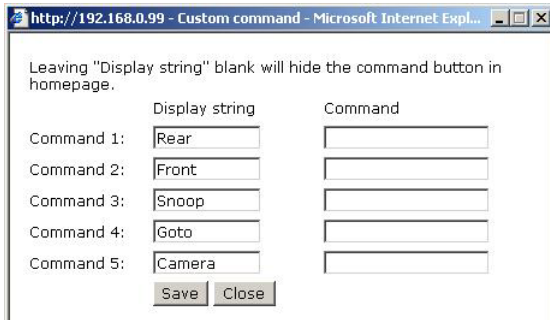 http://192.168.0.99 - Custom command - Microsoft Internet Expl...
Leaving "Display string" blank will hide the command button in
homepage.
Display string Command
Command 1: Rear
Command 2: Front
Command 3: Snoop
Command 4: Goto
Command 5: Camera
Save Close